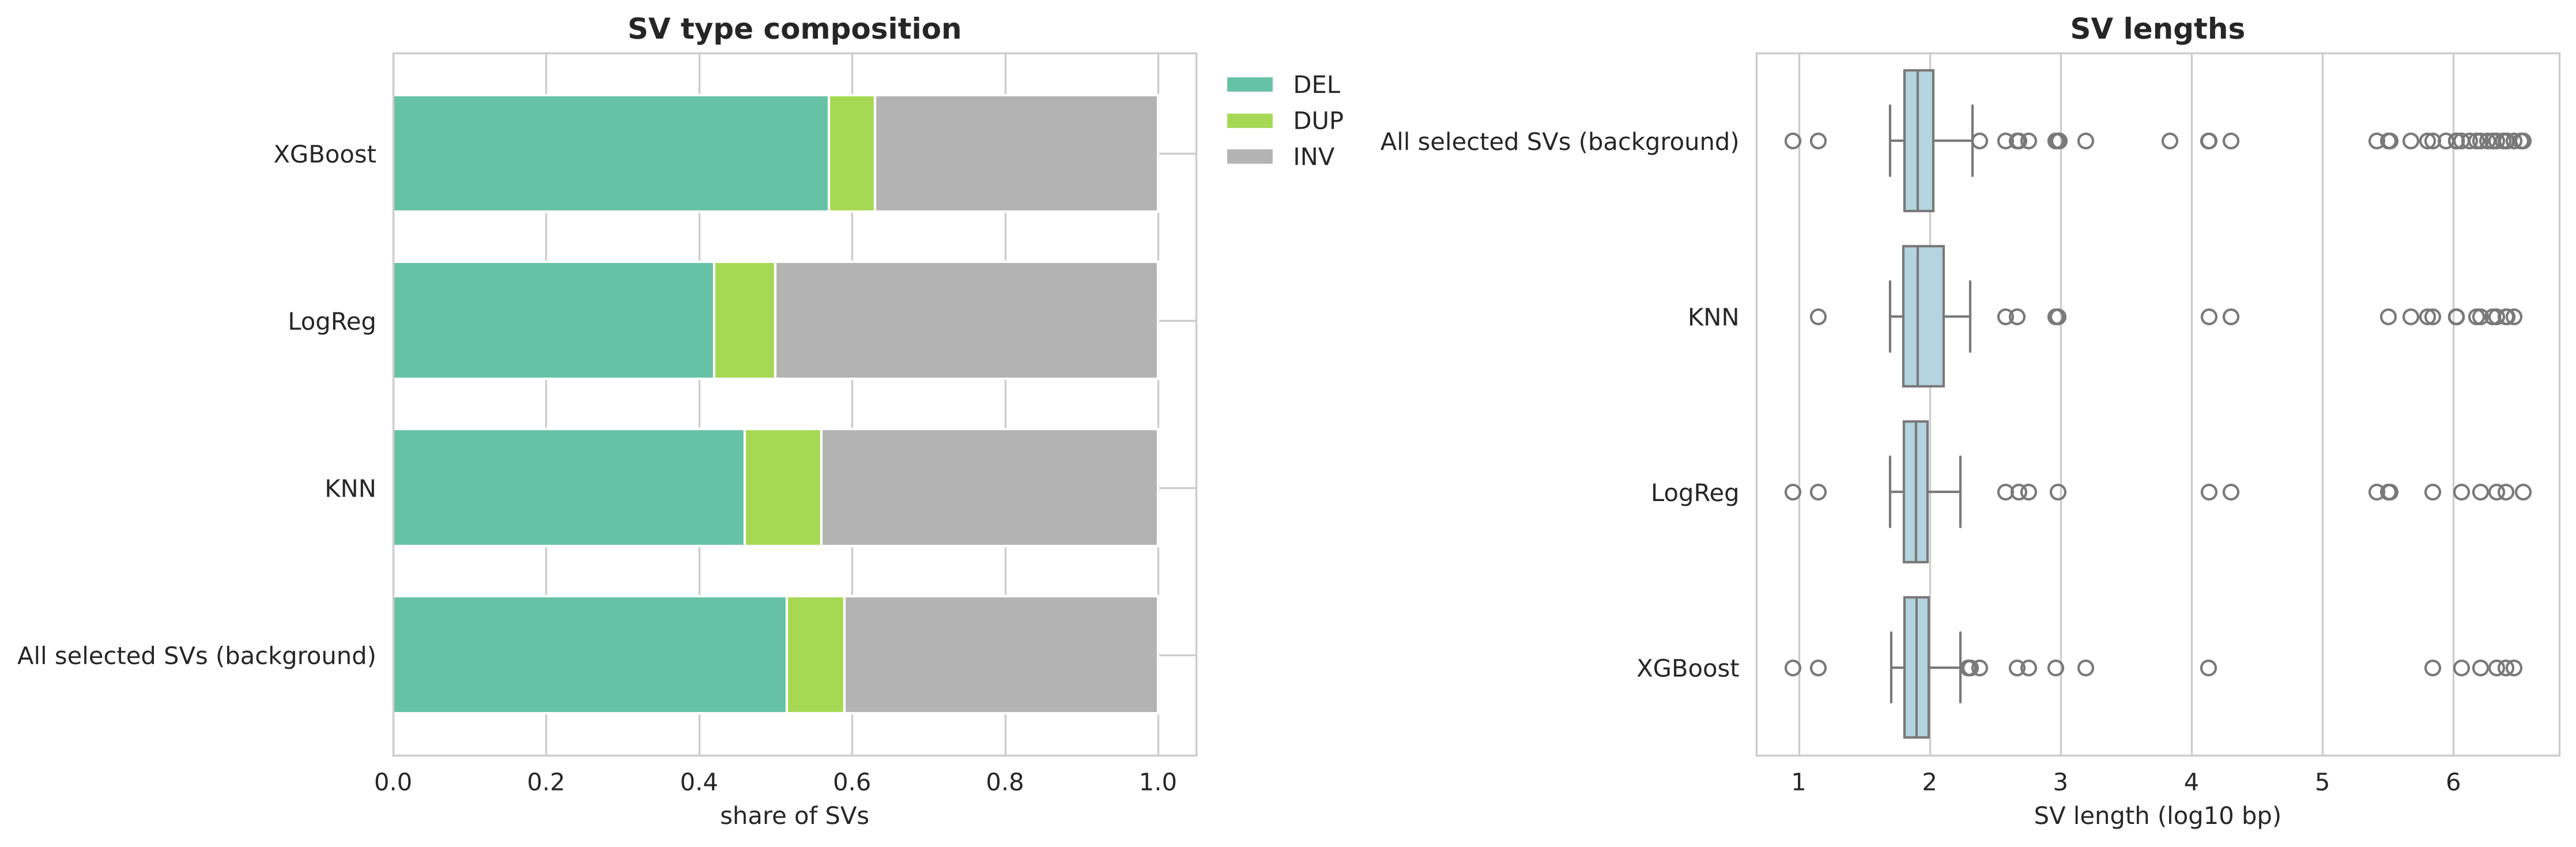 SV type composition
XGBoost
LogReg
KNN
All selected SVs (background)
0.0 0.2 0.4 0.6 0.8 1.0
share of SVs
DEL
DUP
INV
SV lengths
All selected SVs (background)
KNN
LogReg
XGBoost
1 2 3 4 5 6
SV length (log10 bp)